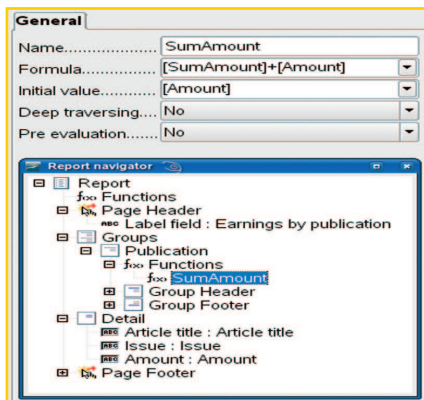 General
Name.................... SumAmount
Formula............... [SumAmount]+[Amount]
Initial value........... [Amount]
Deep traversing.... No
Pre evaluation....... No
Report navigator
Report
Functions
Page Header
Label field : Earnings by publication
Groups
Publication
Functions
SumAmount
Group Header
Group Footer
Detail
Article title : Article title
Issue : Issue
Amount : Amount
Page Footer